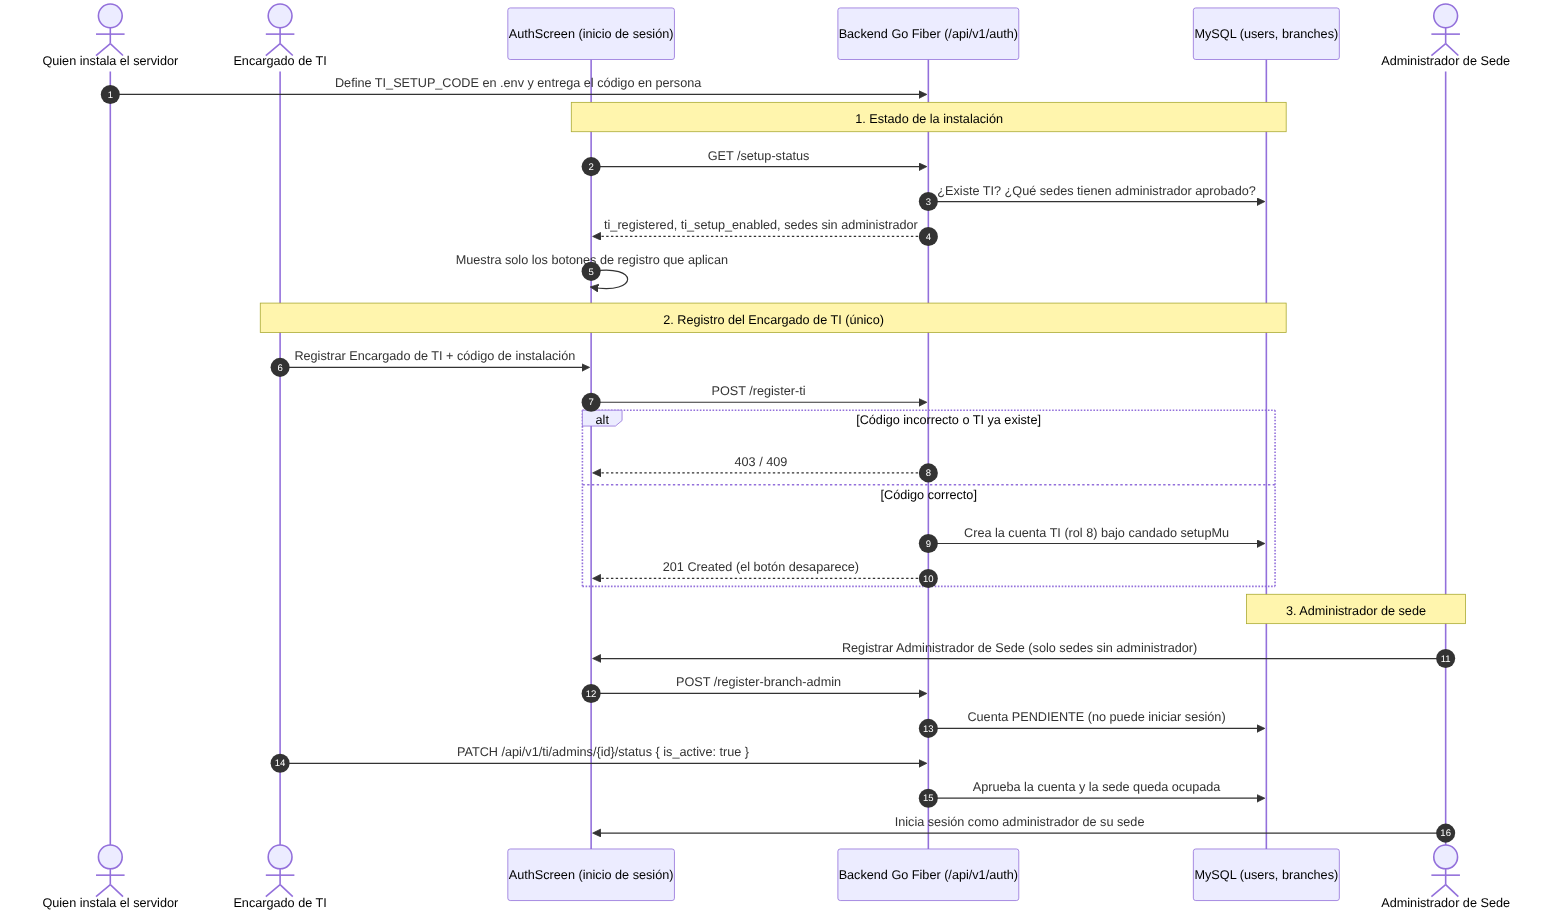 Quien instala el servidor
Encargado de TI
AuthScreen (inicio de sesión)
Backend Go Fiber (/api/v1/auth)
MySQL (users, branches)
Administrador de Sede
1
Define TI_SETUP_CODE en .env y entrega el código en persona
1. Estado de la instalación
2
GET /setup-status
3
¿Existe TI? ¿Qué sedes tienen administrador aprobado?
ti_registered, ti_setup_enabled, sedes sin administrador
4
Muestra solo los botones de registro que aplican
5
2. Registro del Encargado de TI (único)
6
Registrar Encargado de TI + código de instalación
7
POST /register-ti
alt
[Código incorrecto o TI ya existe]
403 / 409
8
[Código correcto]
9
Crea la cuenta TI (rol 8) bajo candado setupMu
201 Created (el botón desaparece)
10
3. Administrador de sede
Registrar Administrador de Sede (solo sedes sin administrador)
11
12
POST /register-branch-admin
13
Cuenta PENDIENTE (no puede iniciar sesión)
14
PATCH /api/v1/ti/admins/{id}/status { is_active: true }
15
Aprueba la cuenta y la sede queda ocupada
Inicia sesión como administrador de su sede
16
Quien instala el servidor
Encargado de TI
AuthScreen (inicio de sesión)
Backend Go Fiber (/api/v1/auth)
MySQL (users, branches)
Administrador de Sede